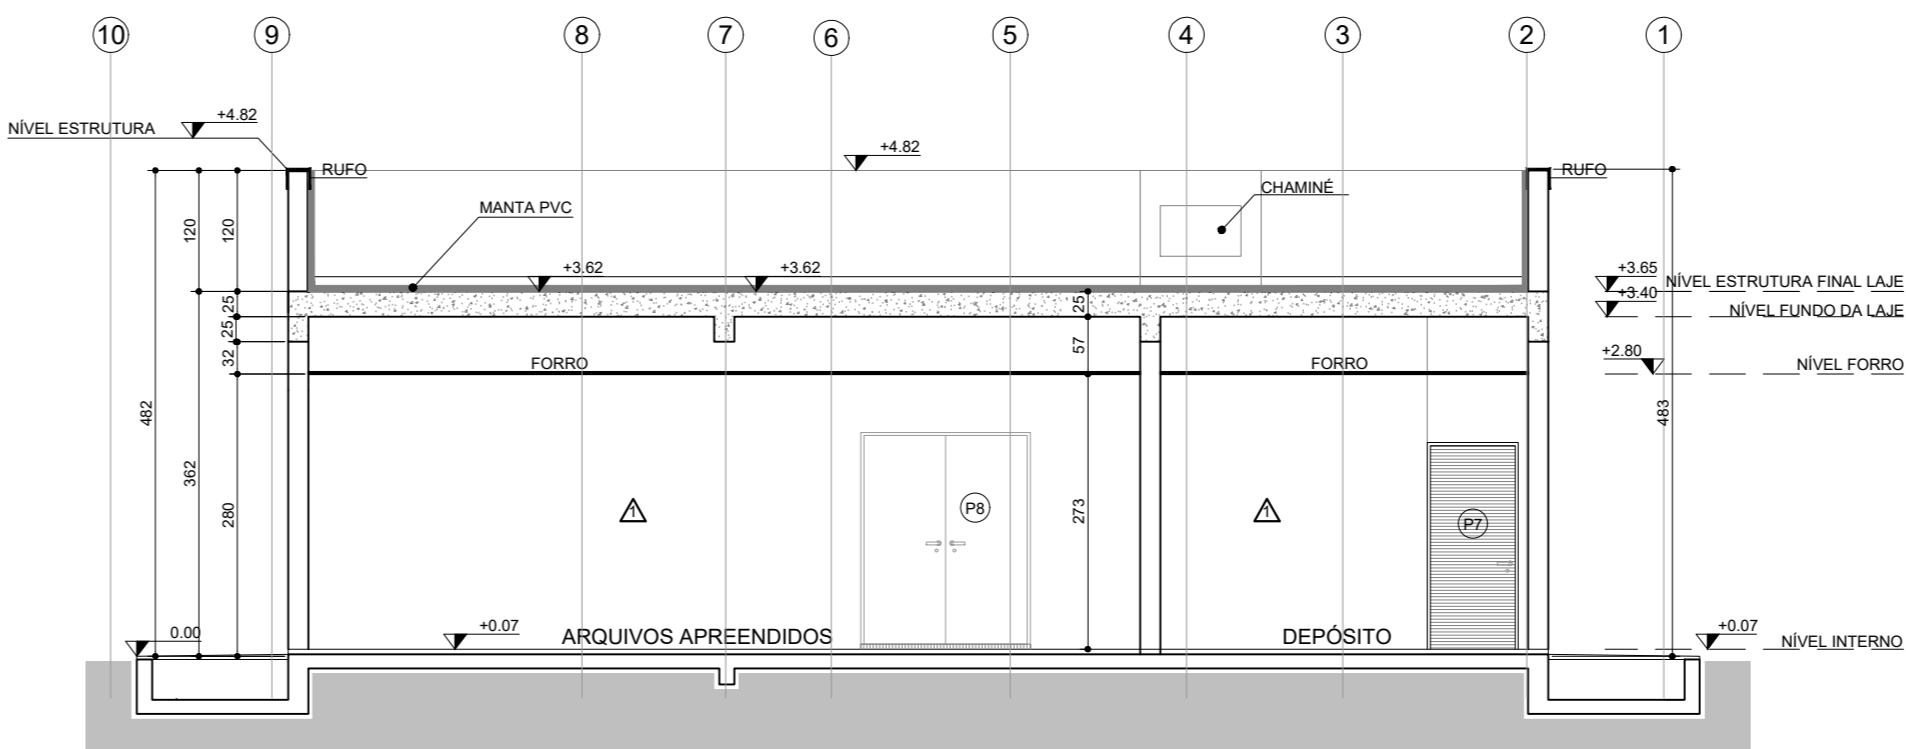 10 9 8 7 6 5 4 3 2 1
+4.82
NÍVEL ESTRUTURA
+4.82
RUFO
RUFO
CHAMINÉ
MANTA PVC
120
120
+3.62
+3.62
+3.65
NÍVEL ESTRUTURA FINAL LAJE
25
25
+3.40
NÍVEL FUNDO DA LAJE
25
32
57
+2.80
FORRO
FORRO
NÍVEL FORRO
482
483
362
280
273
1
P8
1
P7
0.00
+0.07
ARQUIVOS APREENDIDOS
DEPÓSITO
+0.07
NÍVEL INTERNO